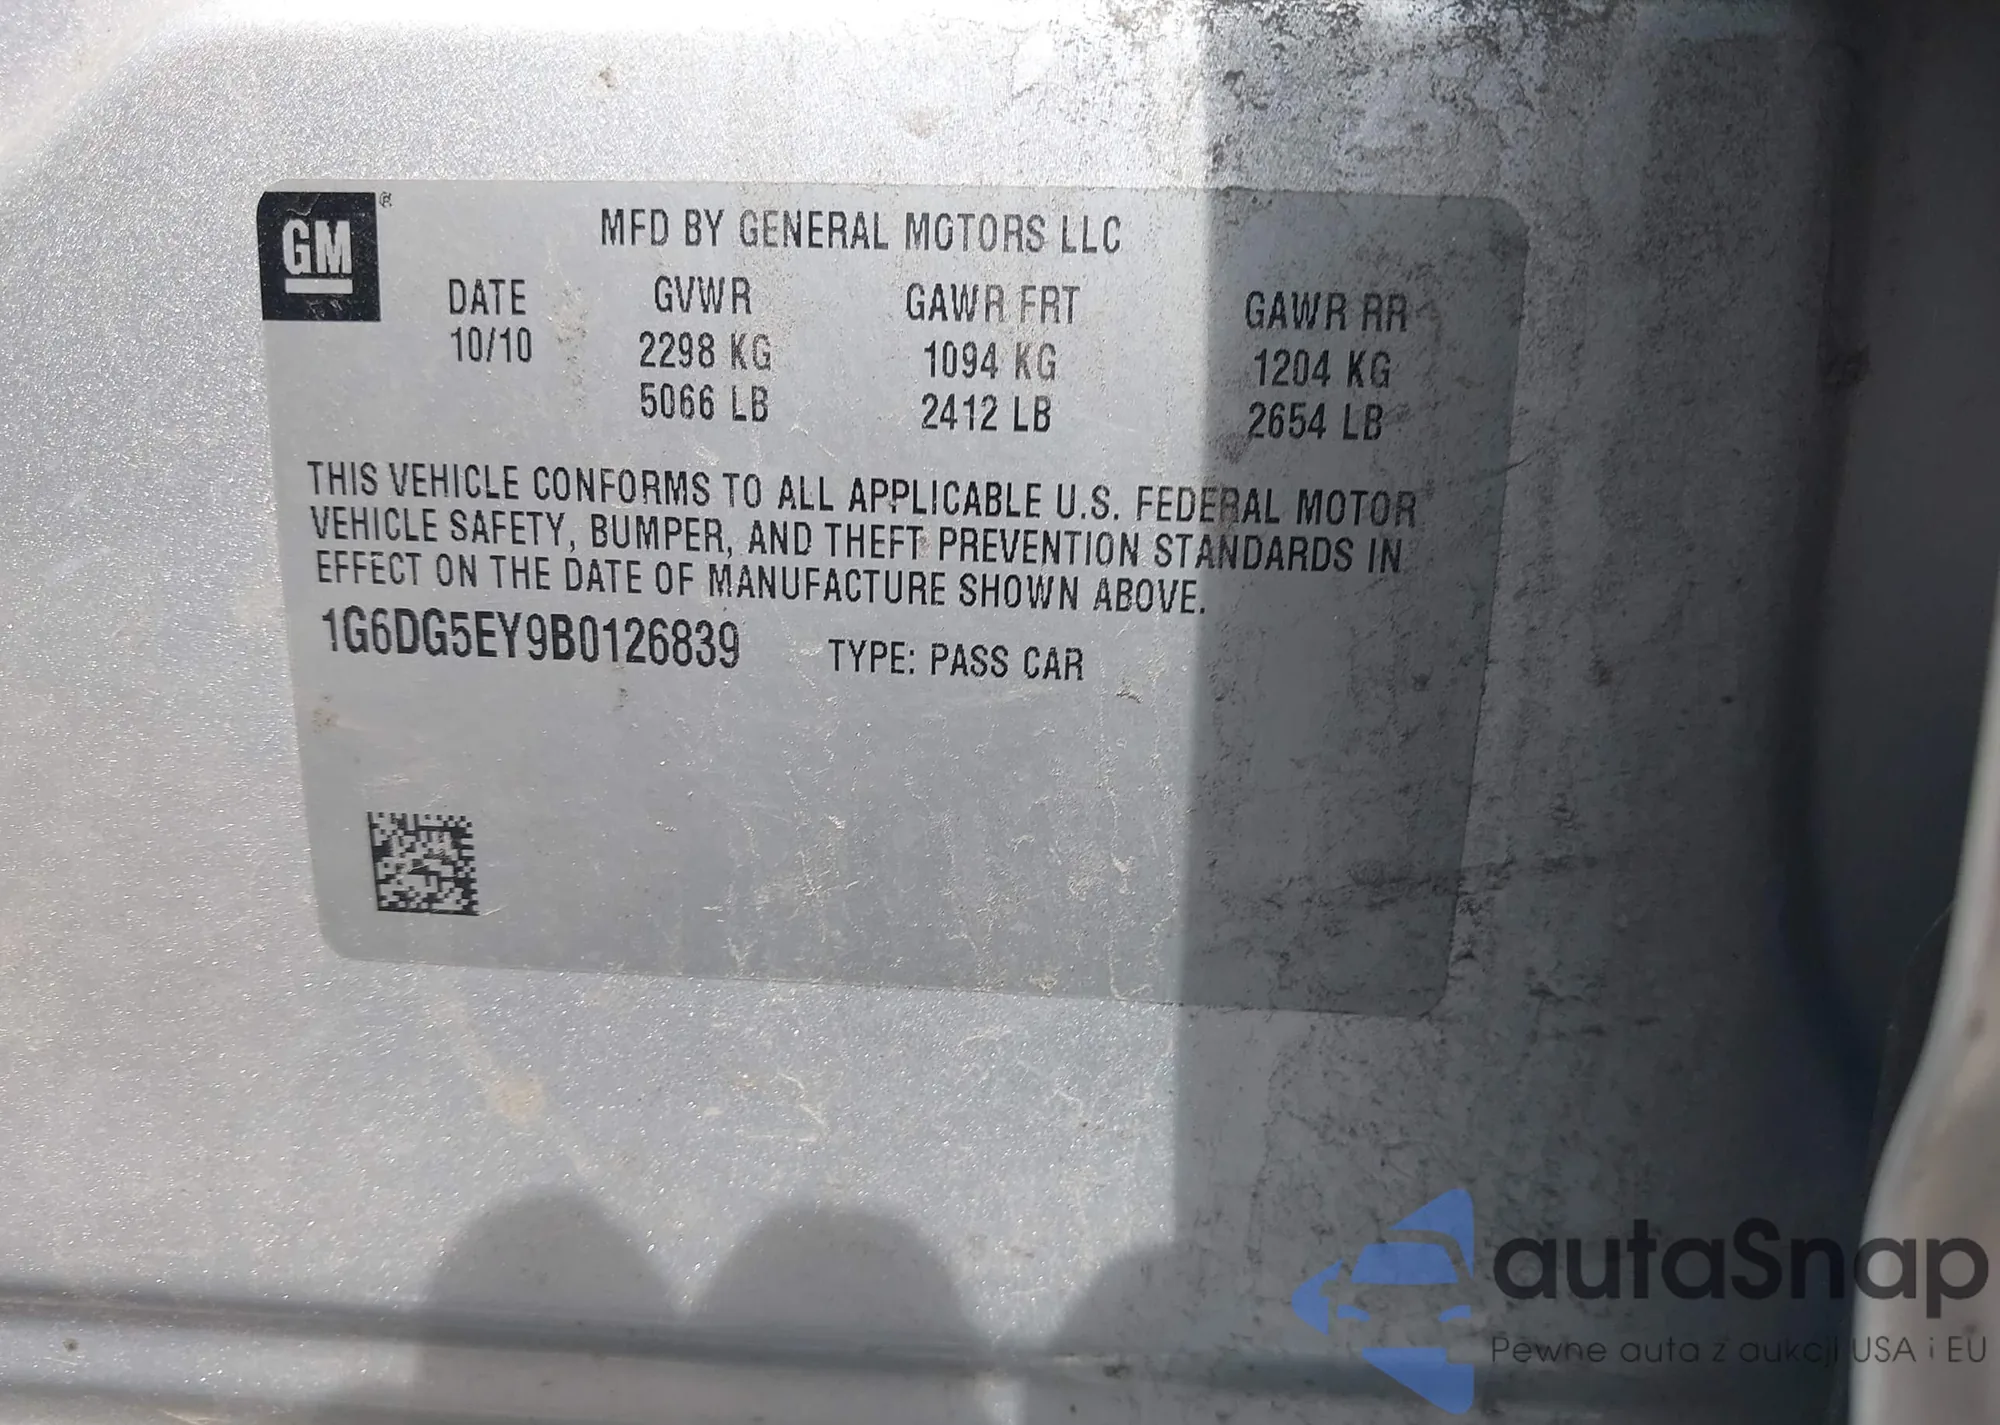 GM
MFD BY GENERAL MOTORS LLC
DATE GVWR GAWR FRT GAWR RR
10/10 2298 KG 1094 KG 1204 KG
5066 LB 2412 LB 2654 LB
THIS VEHICLE CONFORMS TO ALL APPLICABLE U.S. FEDERAL MOTOR
VEHICLE SAFETY, BUMPER, AND THEFT PREVENTION STANDARDS IN
EFFECT ON THE DATE OF MANUFACTURE SHOWN ABOVE.
1G6DG5EY9B0126839 TYPE: PASS CAR
autaSnap
Pewne auta z aukcji USA i EU